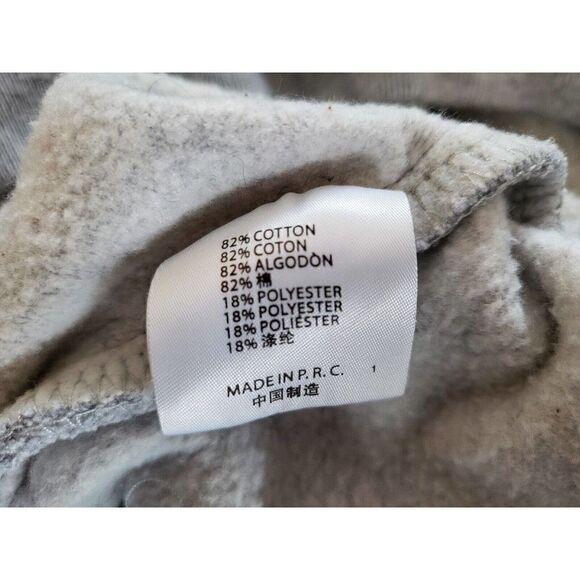 82% COTTON
82% COTON
82% ALGODÒN
82% 棉
18% POLYESTER
18% POLYESTER
18% POLIÉSTER
18% 涤纶
MADE IN P. R. C. 1
中国制造